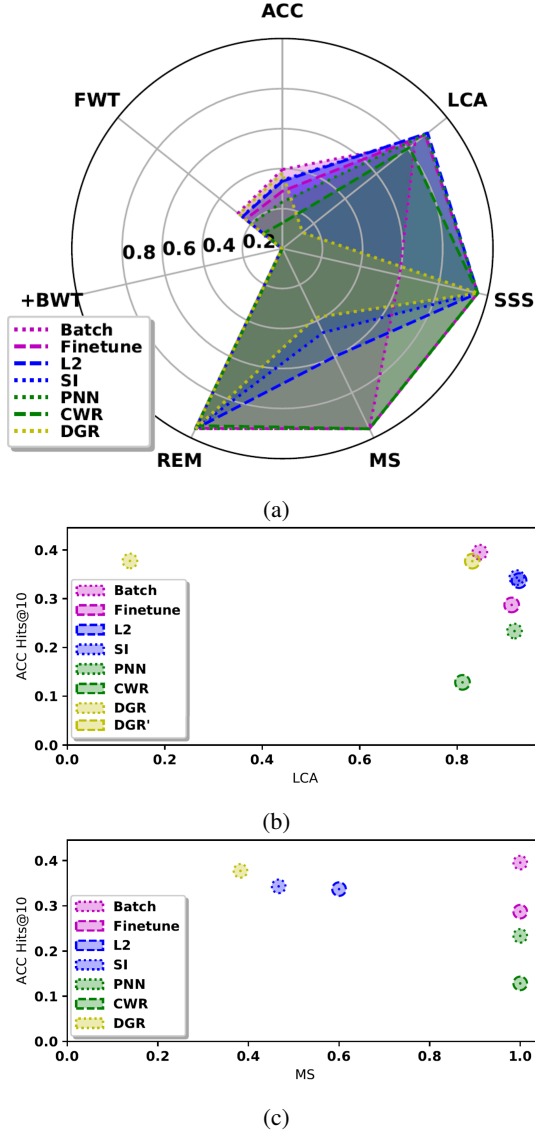 ACC
FWT
LCA
0.8 0.6 0.4 0.2
+BWT
SSS
Batch
Finetune
L2
SI
PNN
CWR
DGR
REM
MS
(a)
0.4
0.3
0.2
0.1
0.0
ACC Hits@10
Batch
Finetune
L2
SI
PNN
CWR
DGR
DGR'
0.0 0.2 0.4 0.6 0.8
LCA
(b)
0.4
0.3
0.2
0.1
0.0
ACC Hits@10
Batch
Finetune
L2
SI
PNN
CWR
DGR
0.0 0.2 0.4 0.6 0.8 1.0
MS
(c)